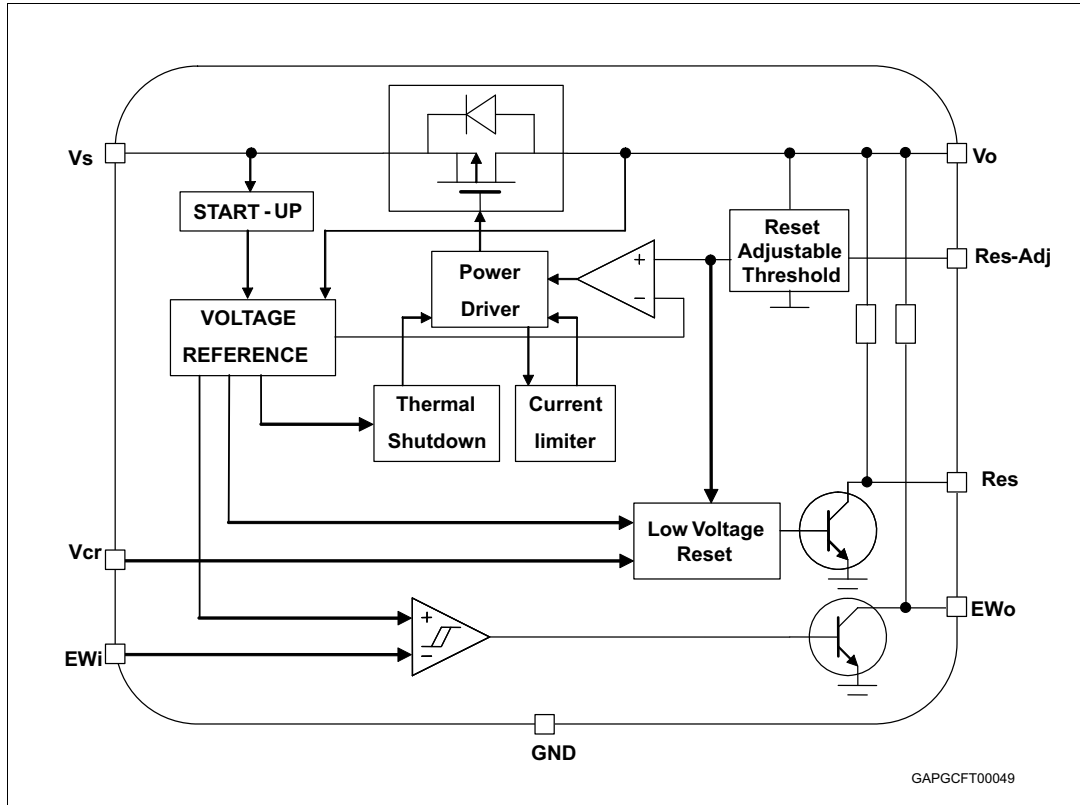 Vs
Vo
START - UP
Reset
Adjustable
Threshold
Res-Adj
Power
Driver
+
−
VOLTAGE
REFERENCE
Thermal
Shutdown
Current
limiter
Res
Low Voltage
Reset
Vcr
EWo
+
−
EWi
GND
GAPGCFT00049